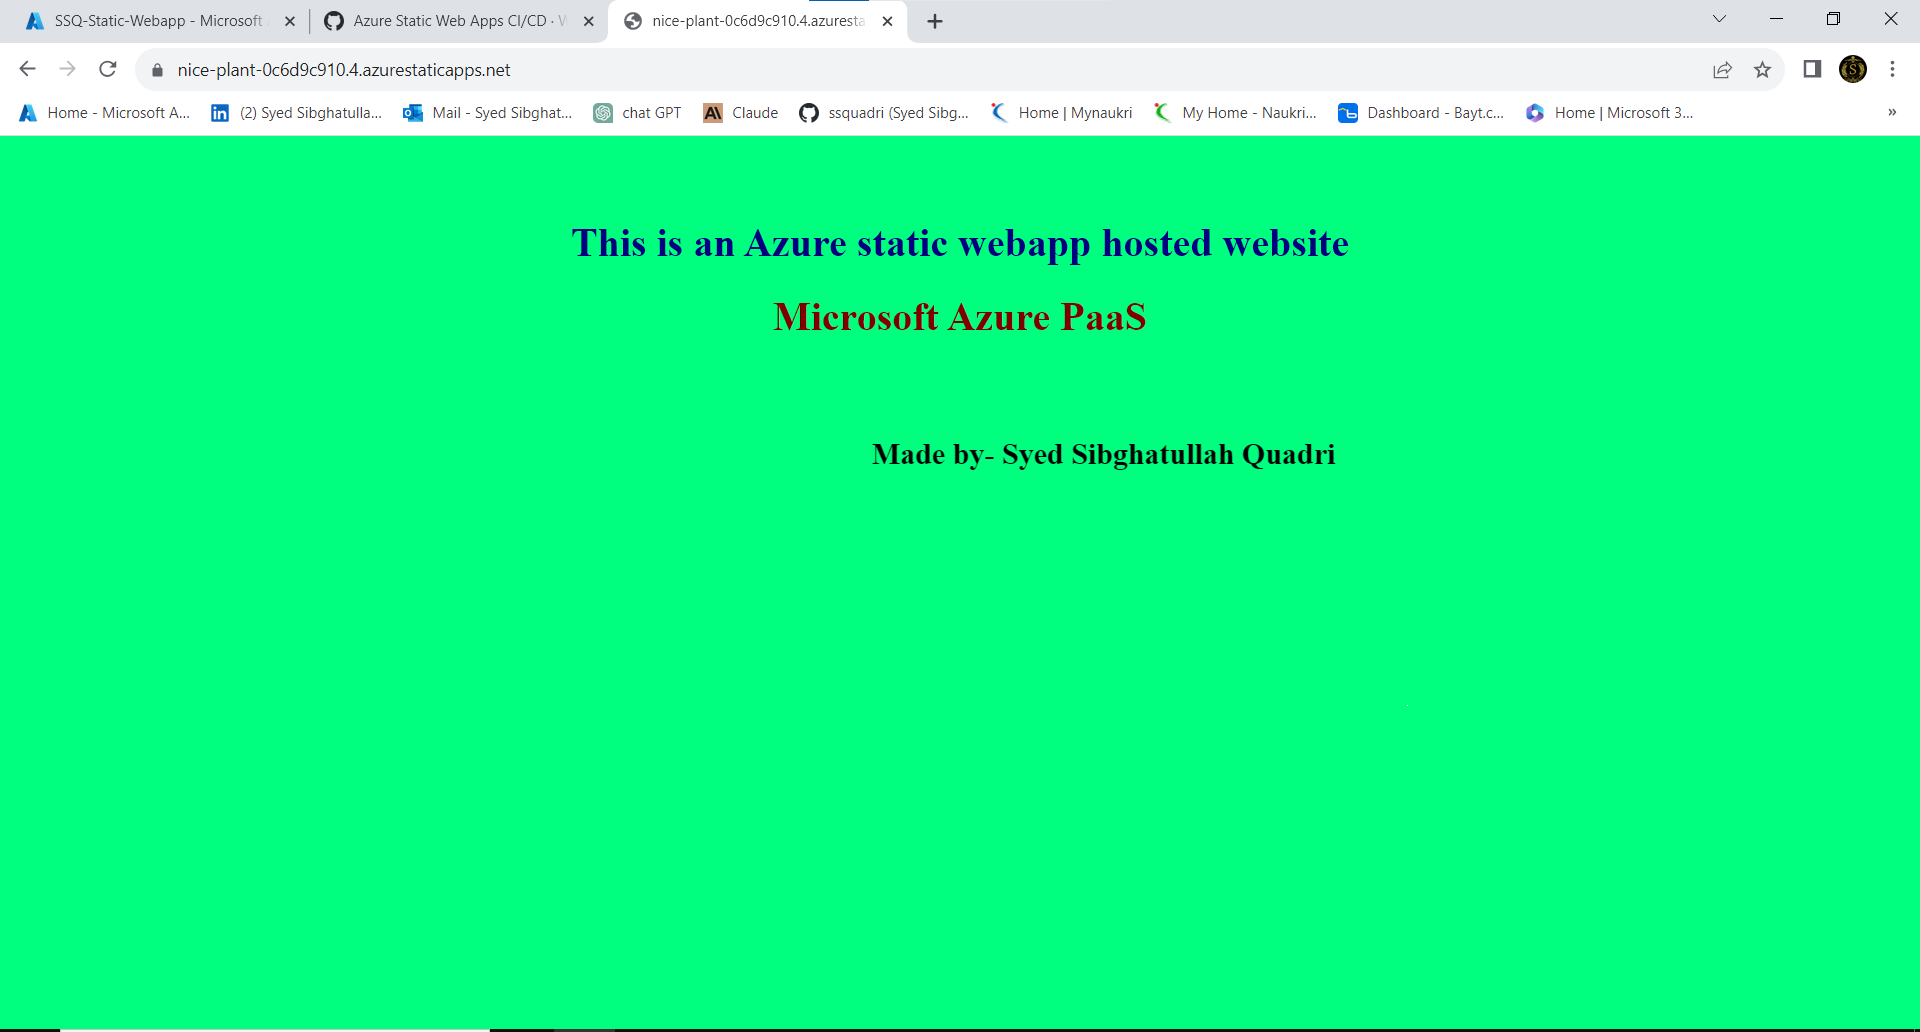 SSQ-Static-Webapp - Microsoft
Azure Static Web Apps CI/CD ·
nice-plant-0c6d9c910.4.azuresta
nice-plant-0c6d9c910.4.azurestaticapps.net
Home - Microsoft A...
(2) Syed Sibghatulla...
Mail - Syed Sibghat...
chat GPT
Claude
ssquadri (Syed Sibg...
Home | Mynaukri
My Home - Naukri...
Dashboard - Bayt.c...
Home | Microsoft 3...
»
This is an Azure static webapp hosted website
Microsoft Azure PaaS
Made by- Syed Sibghatullah Quadri